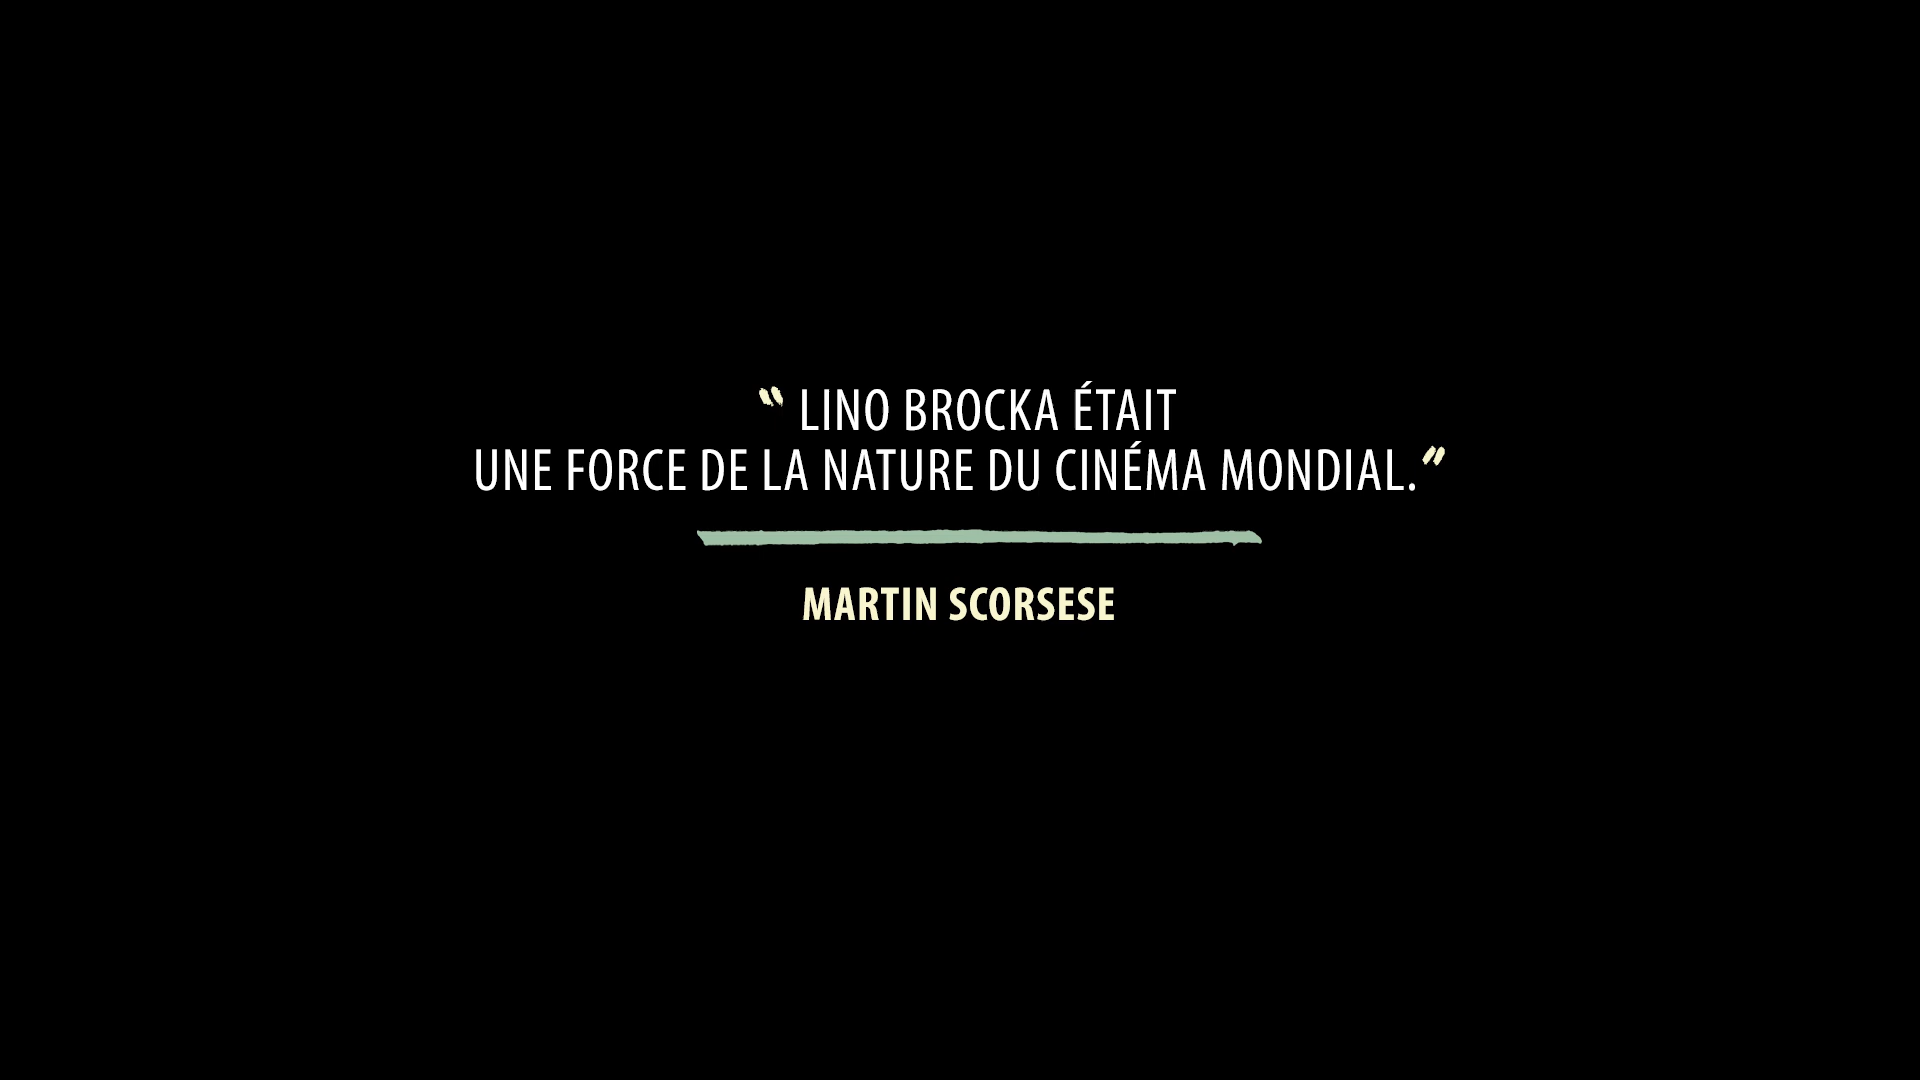 “ LINO BROCKA ÉTAIT
UNE FORCE DE LA NATURE DU CINÉMA MONDIAL.”
MARTIN SCORSESE